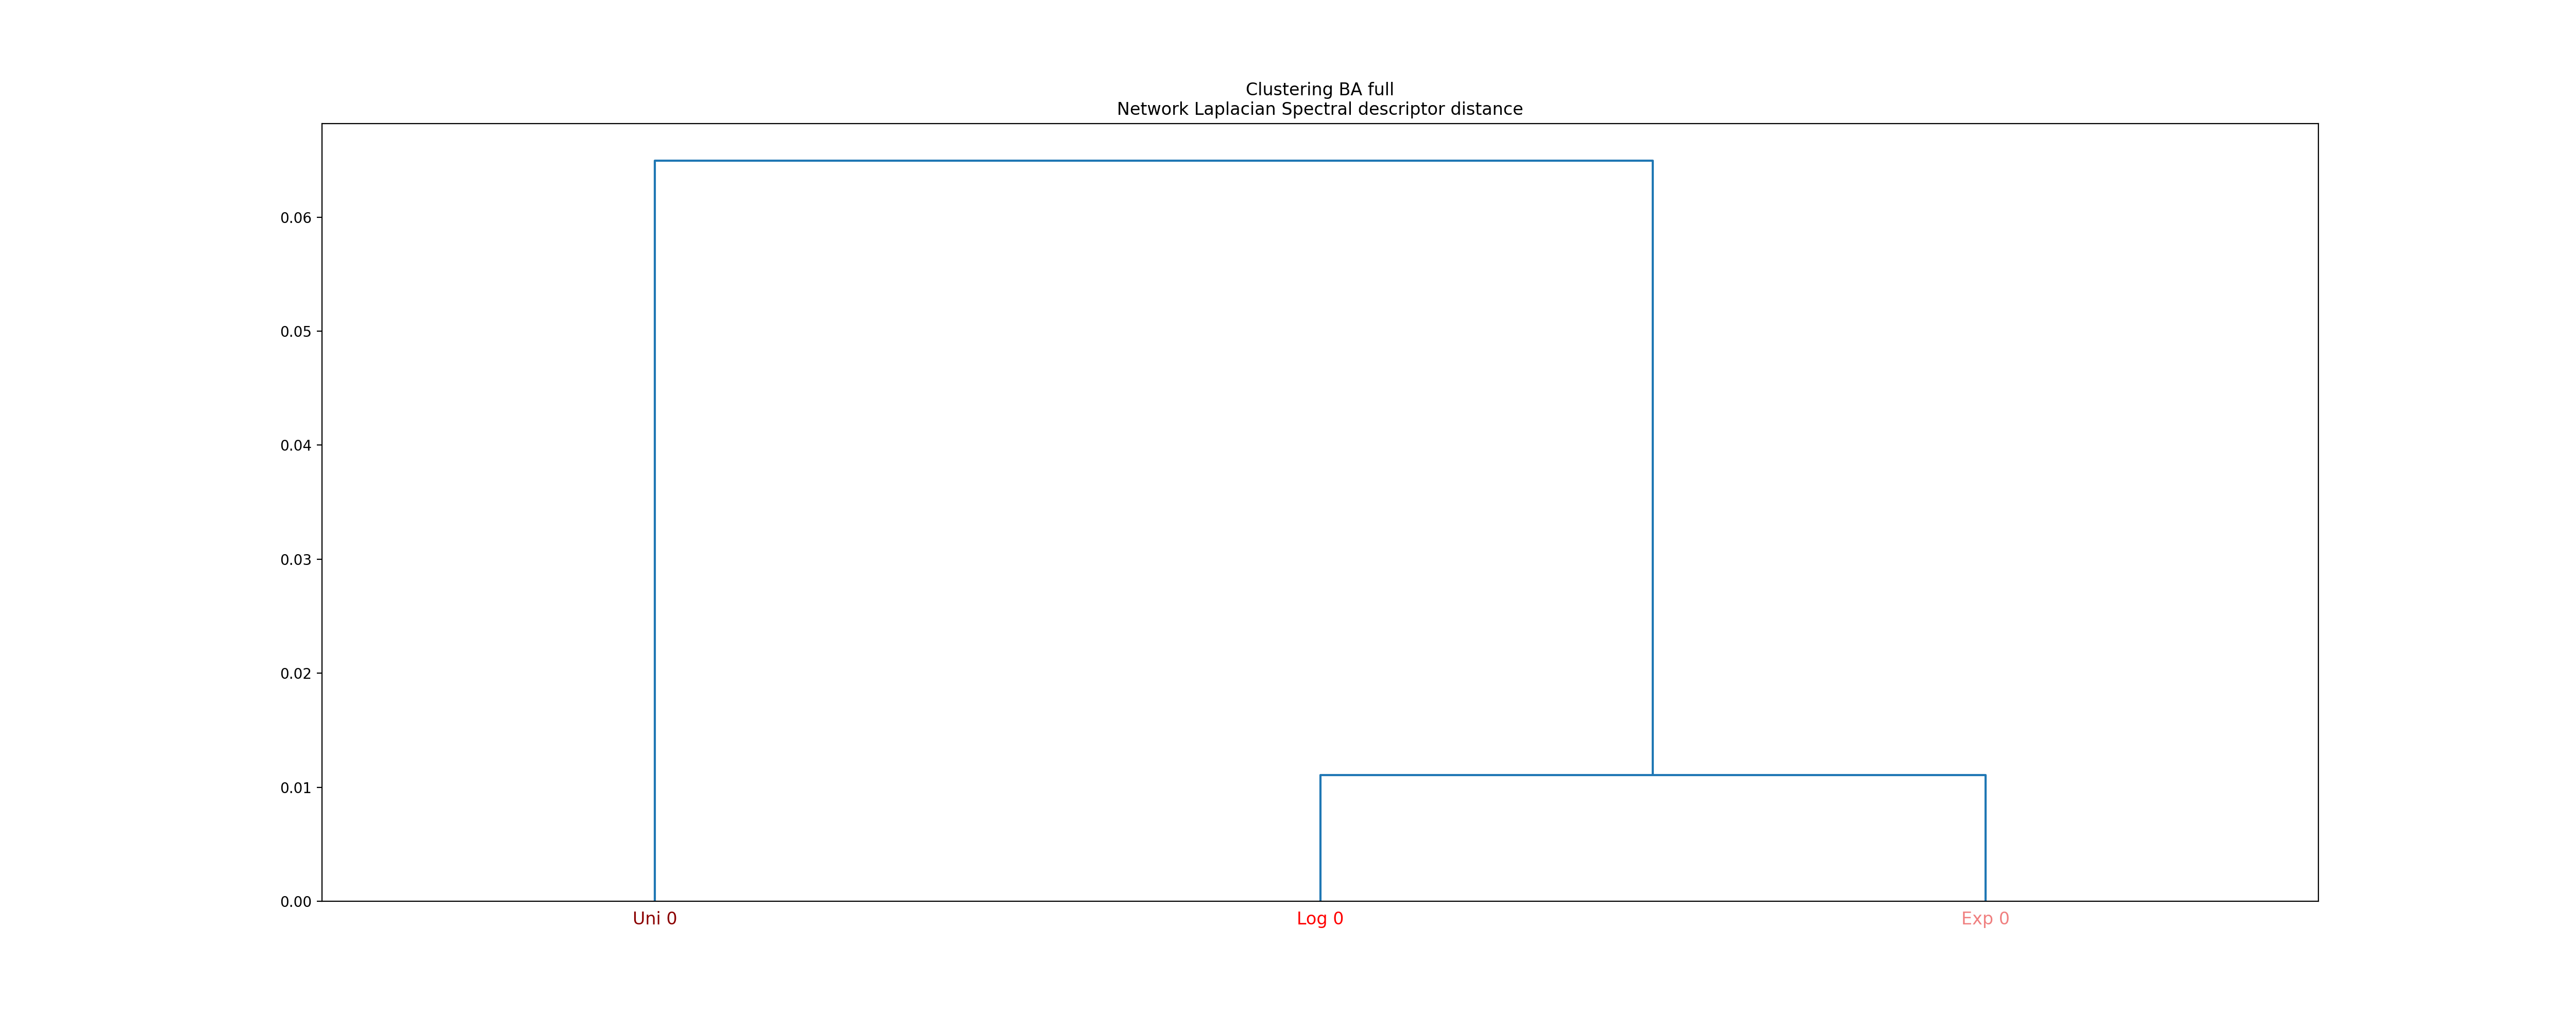 Clustering BA full
Network Laplacian Spectral descriptor distance
0.06
0.05
0.04
0.03
0.02
0.01
0.00
Uni 0 Log 0 Exp 0